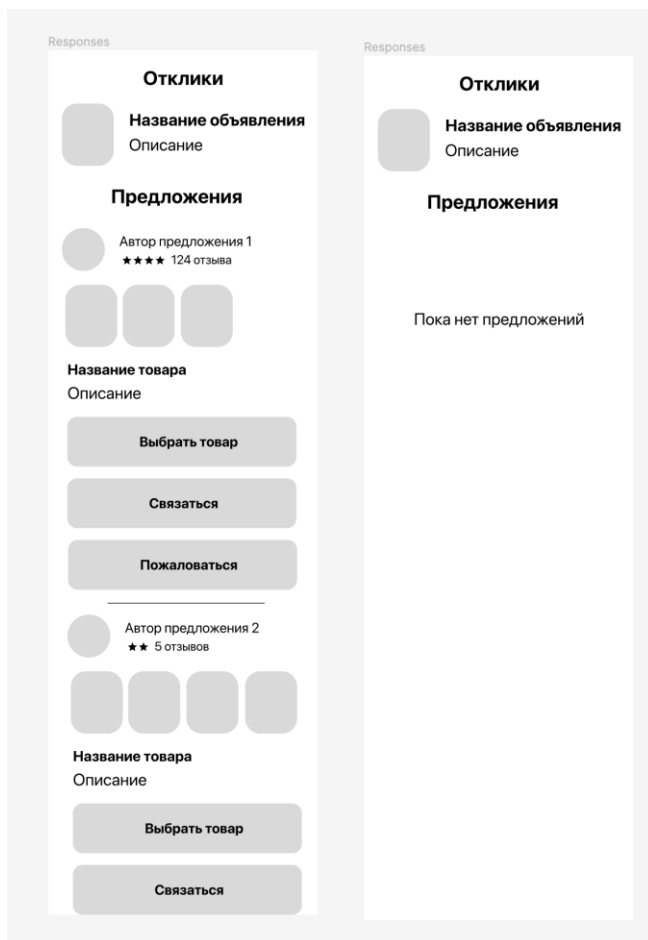 Responses
Отклики
Название объявления
Описание
Предложения
Автор предложения 1
★★★★ 124 отзыва
Название товара
Описание
Выбрать товар
Связаться
Пожаловаться
Автор предложения 2
★★ 5 отзывов
Название товара
Описание
Выбрать товар
Связаться
Responses
Отклики
Название объявления
Описание
Предложения
Пока нет предложений